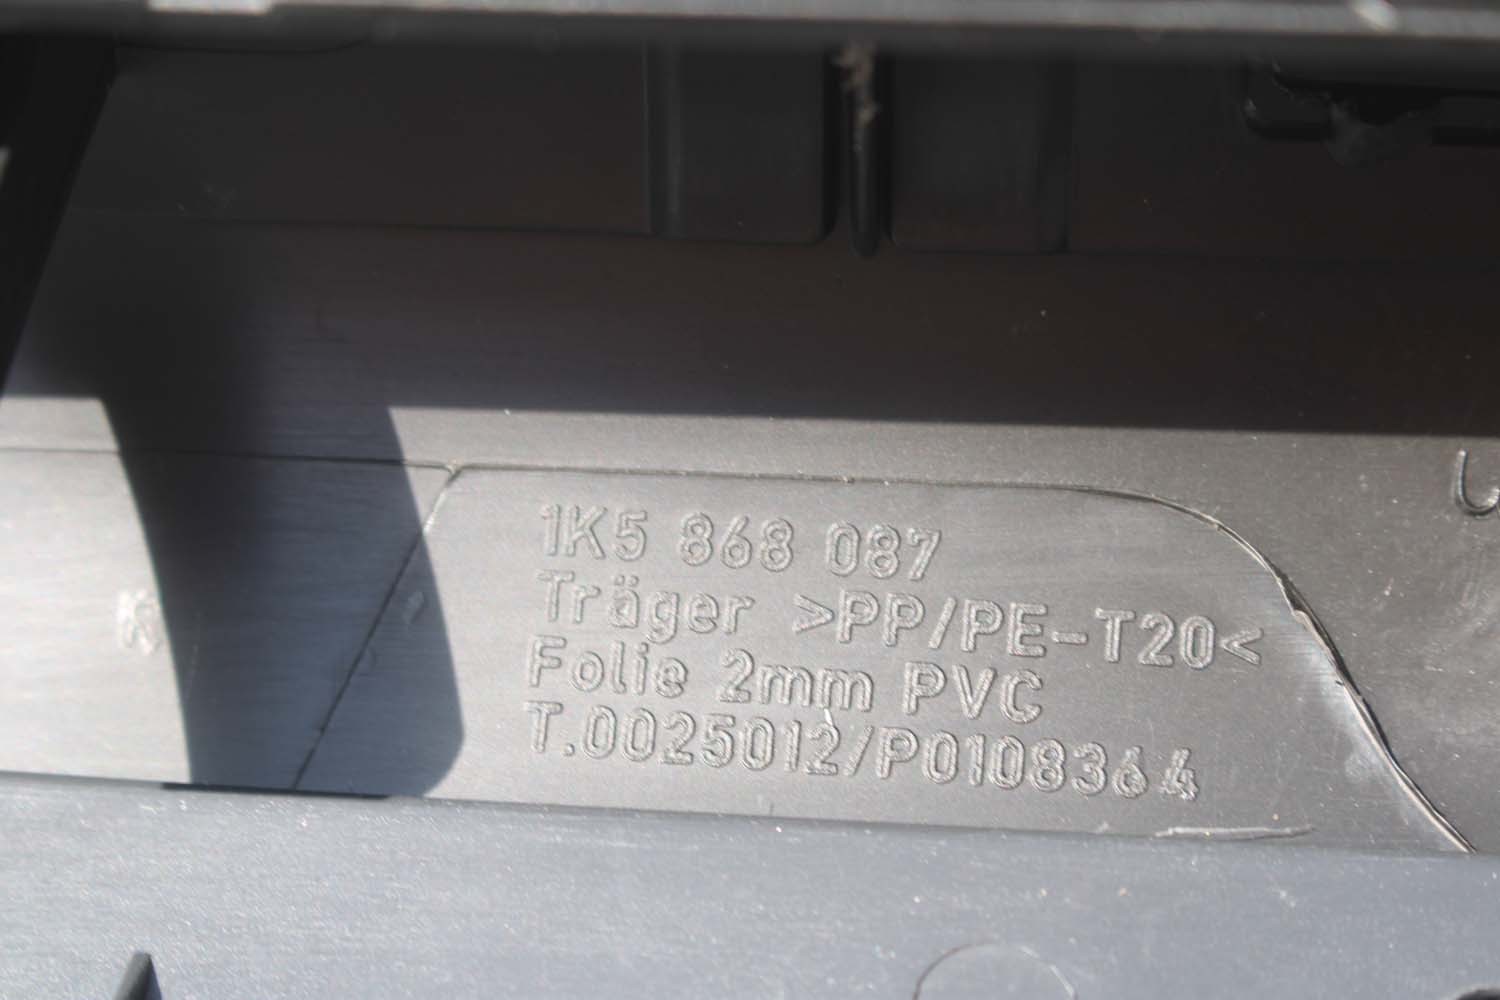 1K5 868 087
Träger >PP/PE-T20<
Folie 2mm PVC
T.0025012/P0108364